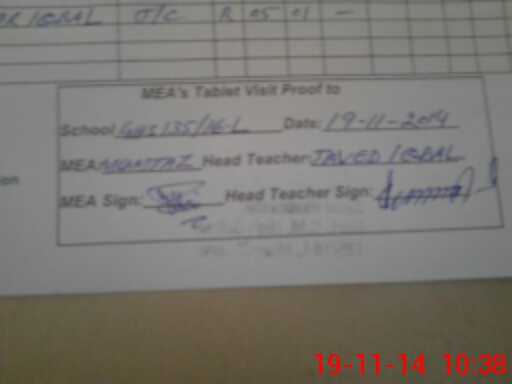 IQBAL O/C R 05 01 —
MEA's Tablet Visit Proof to
School GHS 135/16-L Date: 19-11-2014
MEA MUMTAZ Head Teacher JAVED IQBAL
MEA Sign: Head Teacher Sign:
19-11-14 10:38